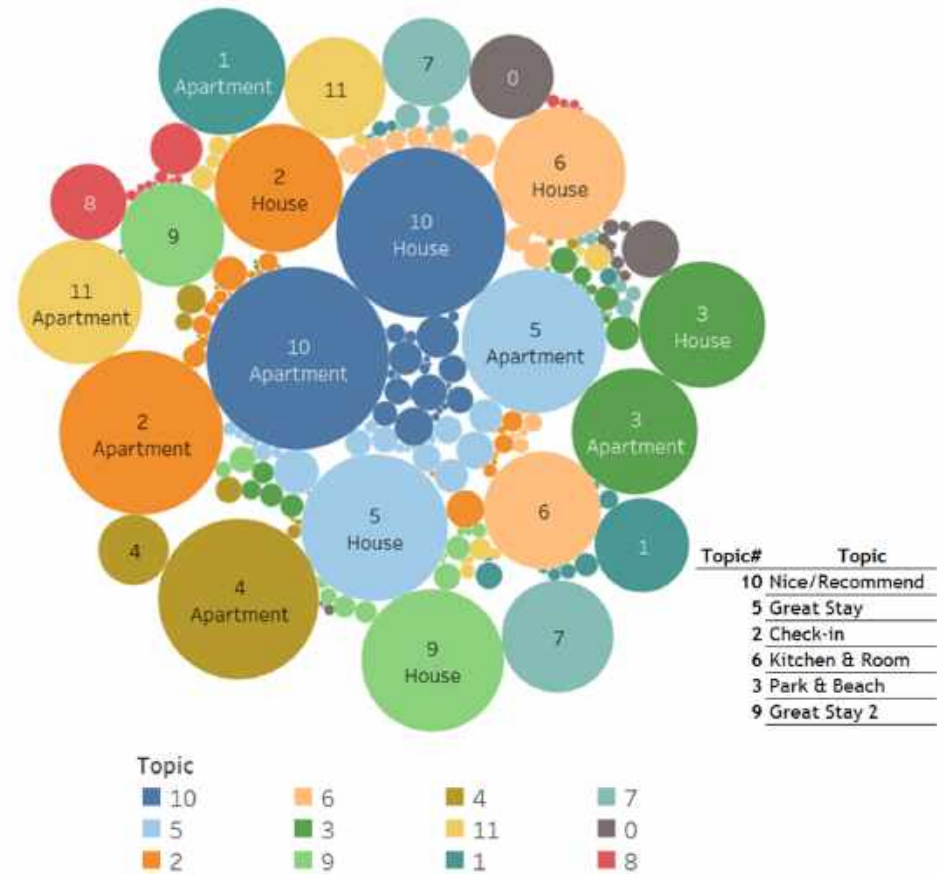 1
Apartment
11
7
0
2
House
6
House
10
House
8
9
11
Apartment
10
Apartment
5
Apartment
3
House
2
Apartment
3
Apartment
5
House
6
4
4
Apartment
1
9
House
7
Topic# Topic
10 Nice/Recommend
5 Great Stay
2 Check-in
6 Kitchen & Room
3 Park & Beach
9 Great Stay 2
Topic
10 6 4 7
5 3 11 0
2 9 1 8